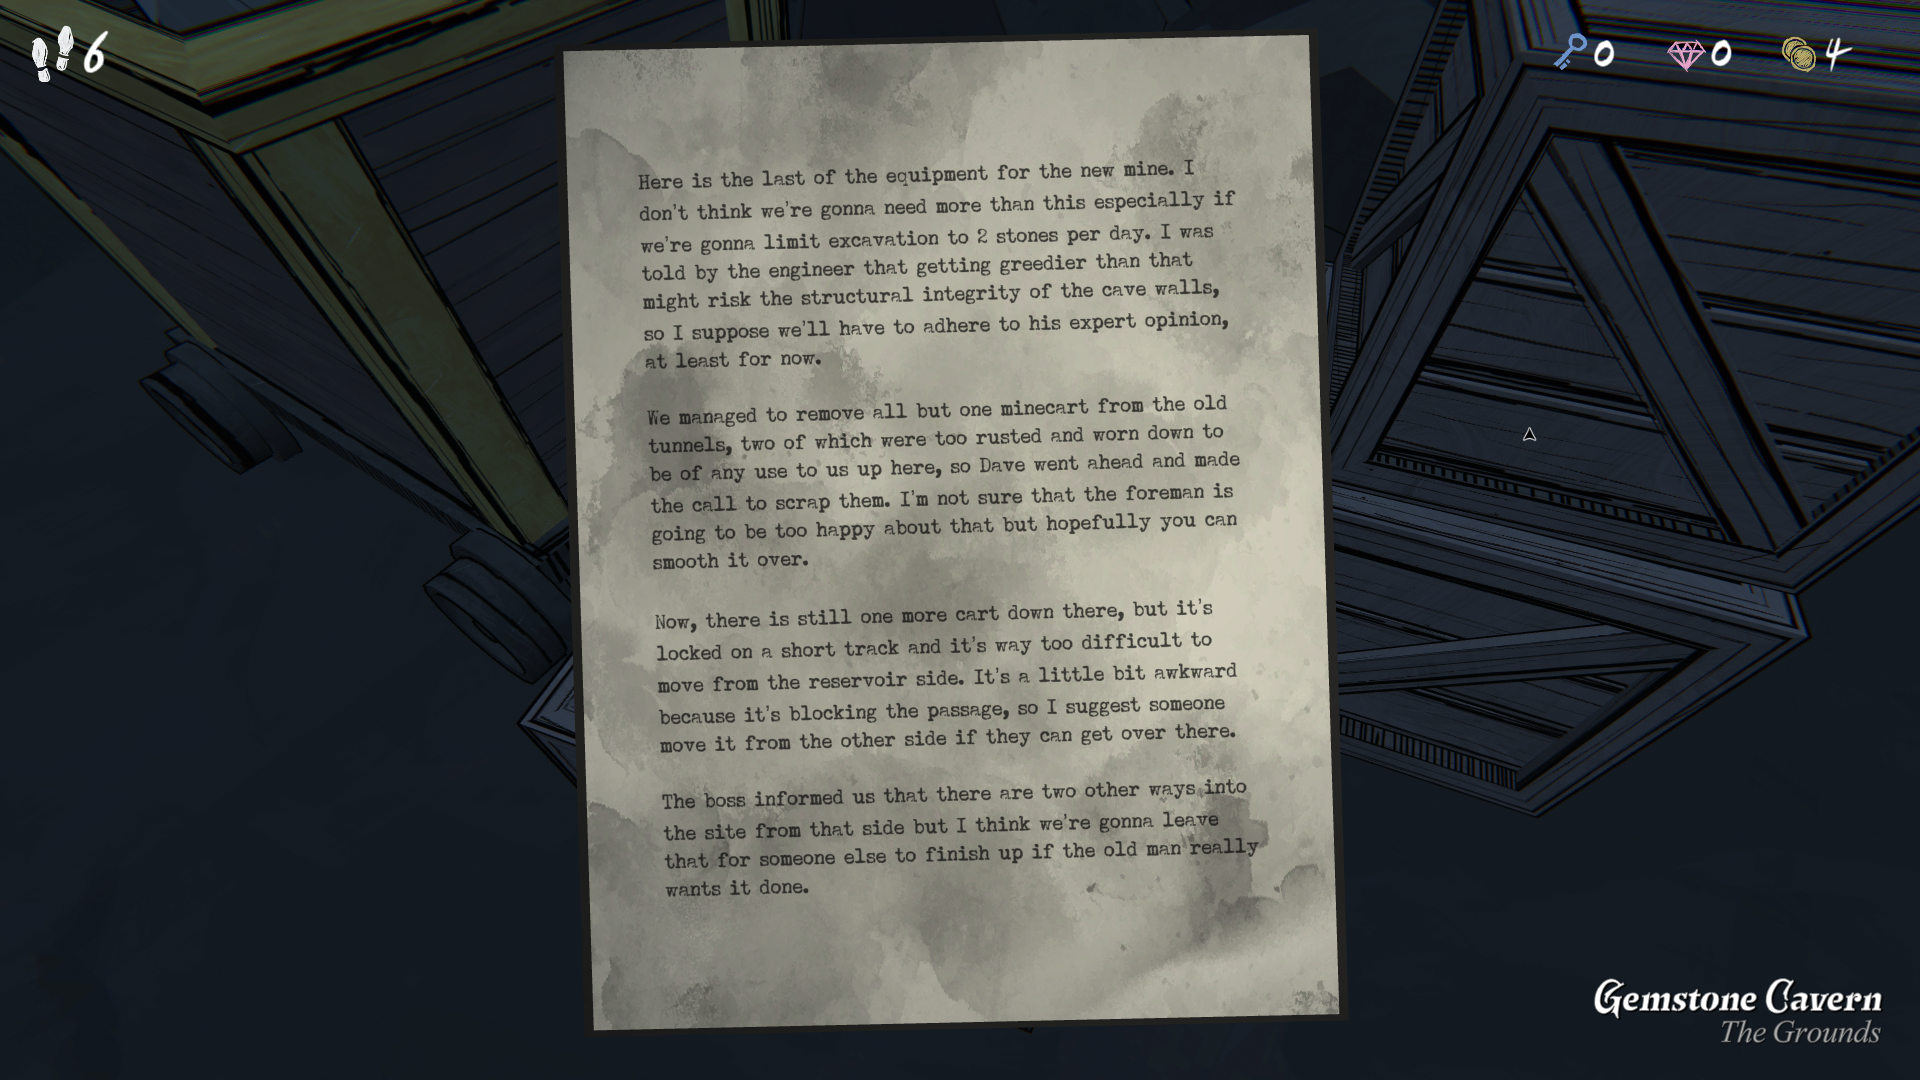 6
0
0
4
Here is the last of the equipment for the new mine. I
don't think we're gonna need more than this especially if
we're gonna limit excavation to 2 stones per day. I was
told by the engineer that getting greedier than that
might risk the structural integrity of the cave walls,
so I suppose we'll have to adhere to his expert opinion,
at least for now.
We managed to remove all but one minecart from the old
tunnels, two of which were too rusted and worn down to
be of any use to us up here, so Dave went ahead and made
the call to scrap them. I'm not sure that the foreman is
going to be too happy about that but hopefully you can
smooth it over.
Now, there is still one more cart down there, but it's
locked on a short track and it's way too difficult to
move from the reservoir side. It's a little bit awkward
because it's blocking the passage, so I suggest someone
move it from the other side if they can get over there.
The boss informed us that there are two other ways into
the site from that side but I think we're gonna leave
that for someone else to finish up if the old man really
wants it done.
Gemstone Cavern
The Grounds